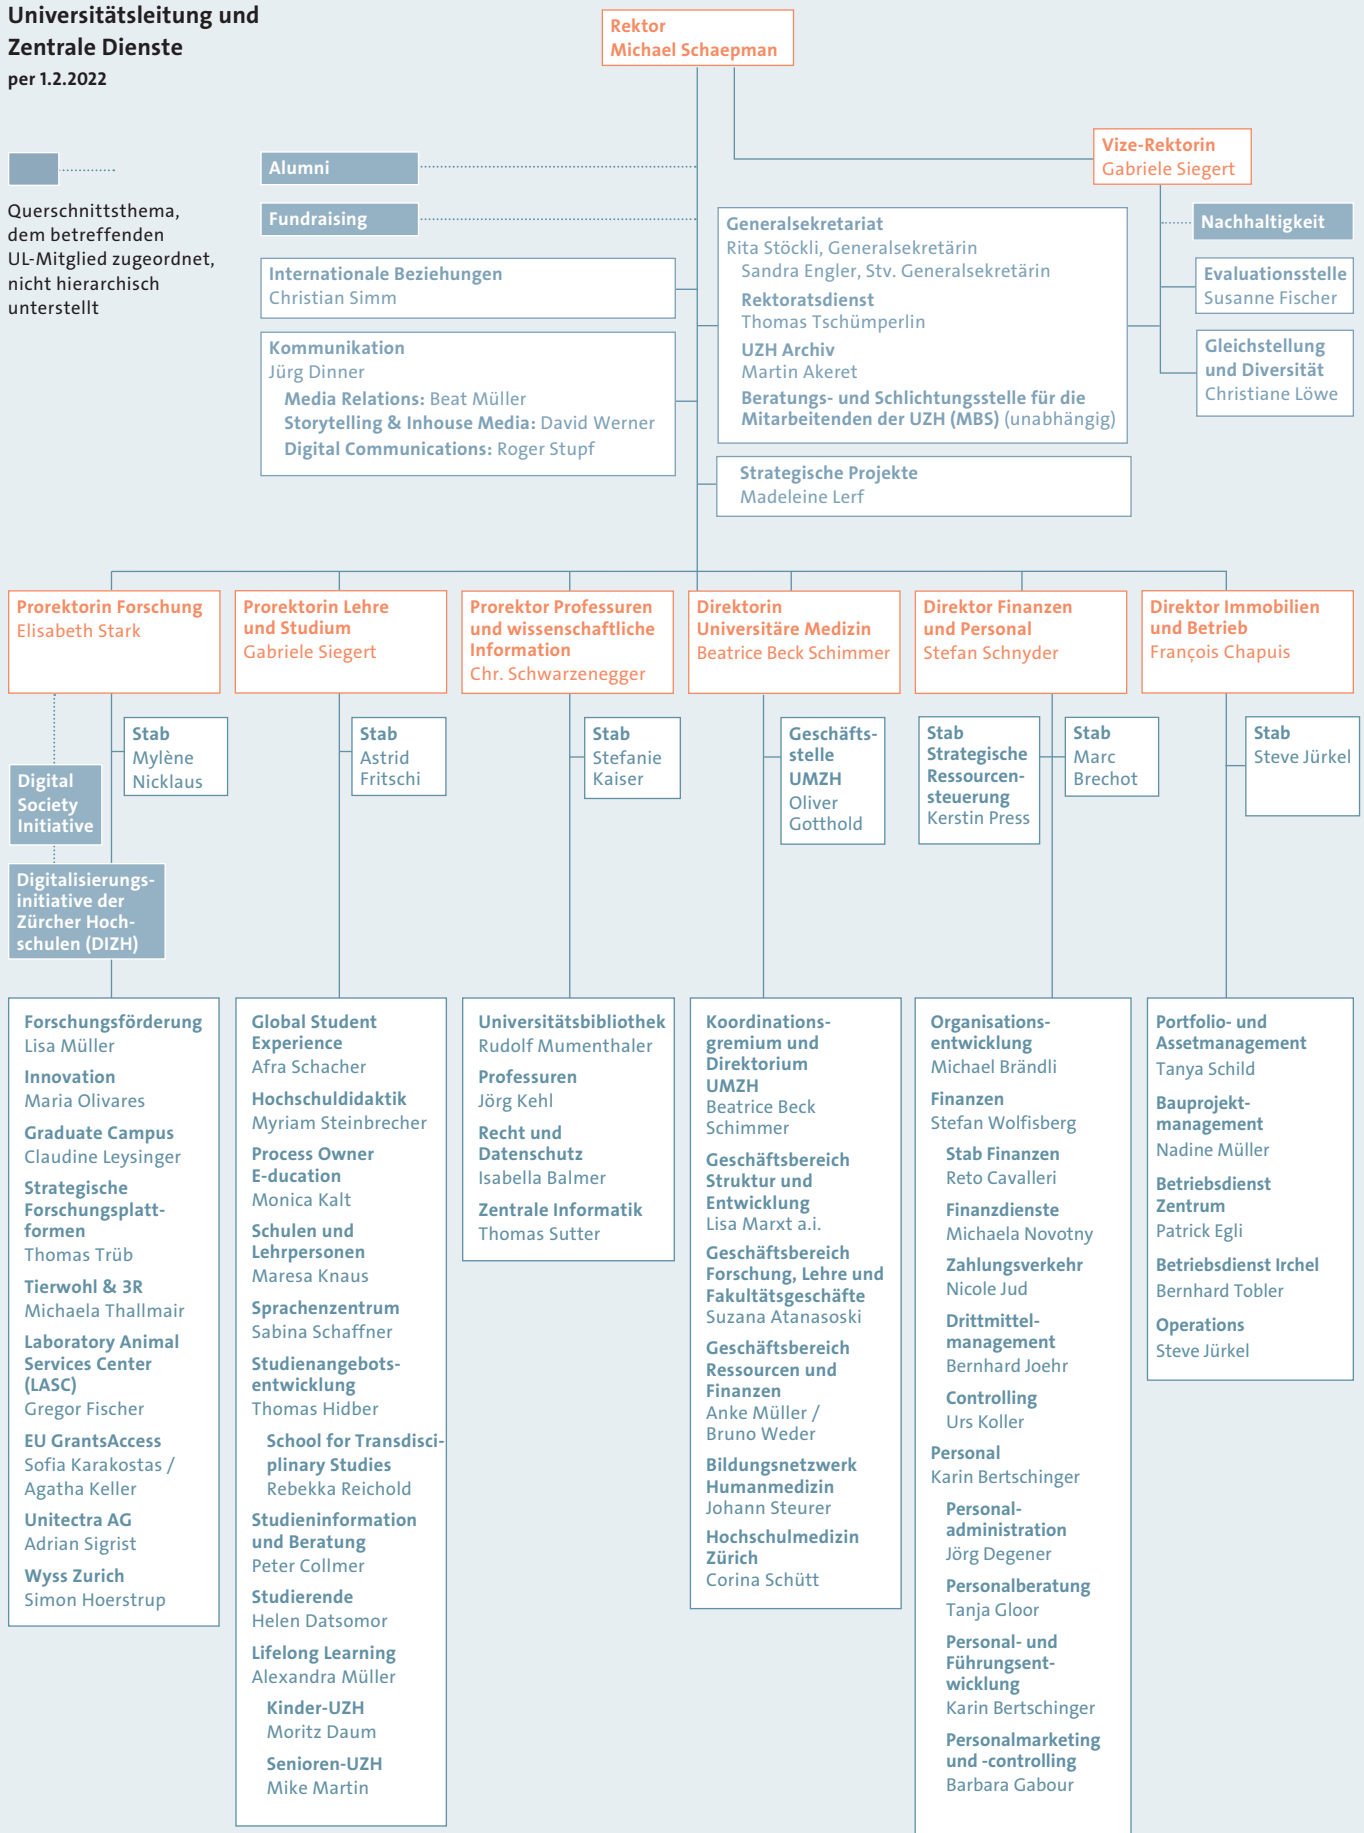 Universitätsleitung und
Zentrale Dienste
per 1.2.2022
Rektor
Michael Schaepman
Vize-Rektorin
Gabriele Siegert
Querschnittsthema,
dem betreffenden
UL-Mitglied zugeordnet,
nicht hierarchisch
unterstellt
Alumni
Fundraising
Internationale Beziehungen
Christian Simm
Kommunikation
Jürg Dinner
Media Relations: Beat Müller
Storytelling & Inhouse Media: David Werner
Digital Communications: Roger Stupf
Generalsekretariat
Rita Stöckli, Generalsekretärin
Sandra Engler, Stv. Generalsekretärin
Rektoratsdienst
Thomas Tschümperlin
UZH Archiv
Martin Akeret
Beratungs- und Schlichtungsstelle für die
Mitarbeitenden der UZH (MBS) (unabhängig)
Strategische Projekte
Madeleine Lerf
Nachhaltigkeit
Evaluationsstelle
Susanne Fischer
Gleichstellung
und Diversität
Christiane Löwe
Prorektorin Forschung
Elisabeth Stark
Prorektorin Lehre
und Studium
Gabriele Siegert
Prorektor Professuren
und wissenschaftliche
Information
Chr. Schwarzenegger
Direktorin
Universitäre Medizin
Beatrice Beck Schimmer
Direktor Finanzen
und Personal
Stefan Schnyder
Direktor Immobilien
und Betrieb
François Chapuis
Stab
Mylène
Nicklaus
Digital
Society
Initiative
Digitalisierungs-
initiative der
Zürcher Hoch-
schulen (DIZH)
Stab
Astrid
Fritschi
Stab
Stefanie
Kaiser
Geschäfts-
stelle
UMZH
Oliver
Gotthold
Stab
Strategische
Ressourcen-
steuerung
Kerstin Press
Stab
Marc
Brechot
Stab
Steve Jürkel
Forschungsförderung
Lisa Müller
Innovation
Maria Olivares
Graduate Campus
Claudine Leysinger
Strategische
Forschungsplatt-
formen
Thomas Trüb
Tierwohl & 3R
Michaela Thallmair
Laboratory Animal
Services Center
(LASC)
Gregor Fischer
EU GrantsAccess
Sofia Karakostas /
Agatha Keller
Unitectra AG
Adrian Sigrist
Wyss Zurich
Simon Hoerstrup
Global Student
Experience
Afra Schacher
Hochschuldidaktik
Myriam Steinbrecher
Process Owner
E-ducation
Monica Kalt
Schulen und
Lehrpersonen
Maresa Knaus
Sprachenzentrum
Sabina Schaffner
Studienangebots-
entwicklung
Thomas Hidber
School for Transdisci-
plinary Studies
Rebekka Reichold
Studieninformation
und Beratung
Peter Collmer
Studierende
Helen Datsomor
Lifelong Learning
Alexandra Müller
Kinder-UZH
Moritz Daum
Senioren-UZH
Mike Martin
Universitätsbibliothek
Rudolf Mumenthaler
Professuren
Jörg Kehl
Recht und
Datenschutz
Isabella Balmer
Zentrale Informatik
Thomas Sutter
Koordinations-
gremium und
Direktorium
UMZH
Beatrice Beck
Schimmer
Geschäftsbereich
Struktur und
Entwicklung
Lisa Marxt a.i.
Geschäftsbereich
Forschung, Lehre und
Fakultätsgeschäfte
Suzana Atanasoski
Geschäftsbereich
Ressourcen und
Finanzen
Anke Müller /
Bruno Weder
Bildungsnetzwerk
Humanmedizin
Johann Steurer
Hochschulmedizin
Zürich
Corina Schütt
Organisations-
entwicklung
Michael Brändli
Finanzen
Stefan Wolfisberg
Stab Finanzen
Reto Cavalleri
Finanzdienste
Michaela Novotny
Zahlungsverkehr
Nicole Jud
Drittmittel-
management
Bernhard Joehr
Controlling
Urs Koller
Personal
Karin Bertschinger
Personal-
administration
Jörg Degener
Personalberatung
Tanja Gloor
Personal- und
Führungsent-
wicklung
Karin Bertschinger
Personalmarketing
und -controlling
Barbara Gabour
Portfolio- und
Assetmanagement
Tanya Schild
Bauprojekt-
management
Nadine Müller
Betriebsdienst
Zentrum
Patrick Egli
Betriebsdienst Irchel
Bernhard Tobler
Operations
Steve Jürkel